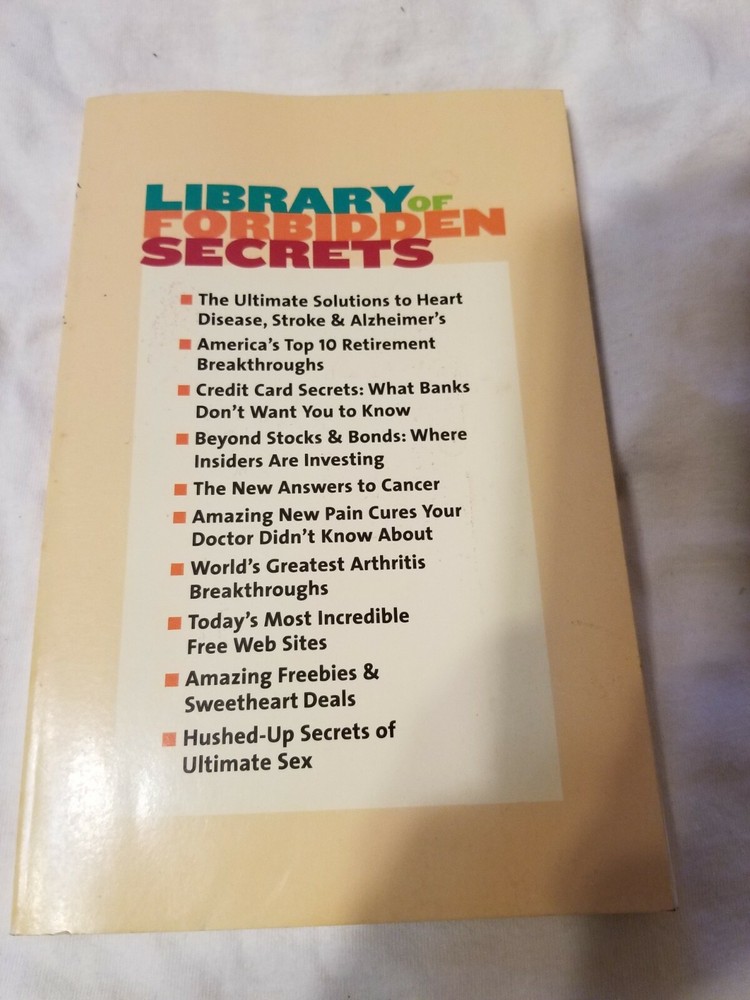 LIBRARY OF
FORBIDDEN
SECRETS
The Ultimate Solutions to Heart
Disease, Stroke & Alzheimer's
America's Top 10 Retirement
Breakthroughs
Credit Card Secrets: What Banks
Don't Want You to Know
Beyond Stocks & Bonds: Where
Insiders Are Investing
The New Answers to Cancer
Amazing New Pain Cures Your
Doctor Didn't Know About
World's Greatest Arthritis
Breakthroughs
Today's Most Incredible
Free Web Sites
Amazing Freebies &
Sweetheart Deals
Hushed-Up Secrets of
Ultimate Sex